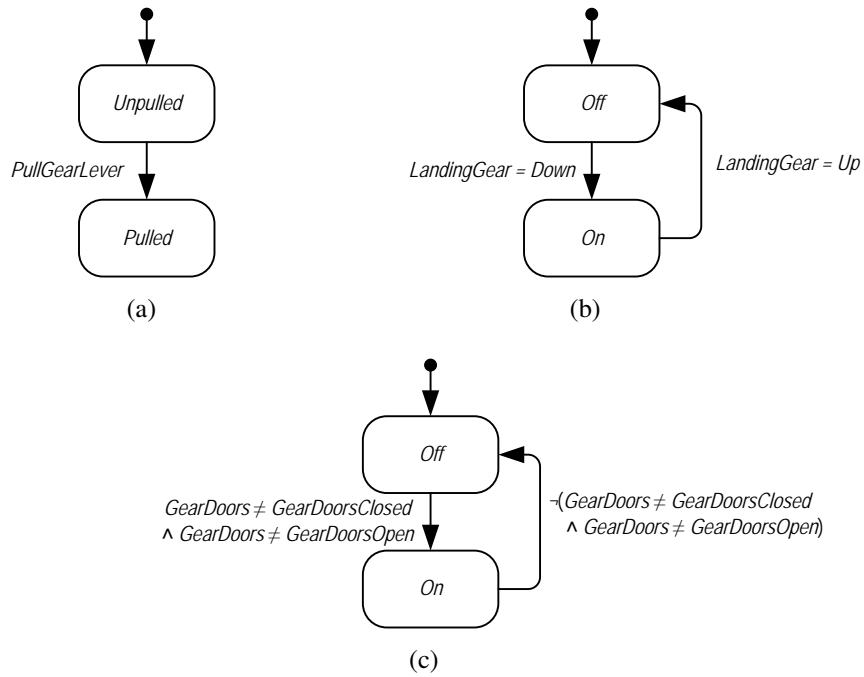 Unpulled
PullGearLever
Pulled
(a)
Off
LandingGear = Down
LandingGear = Up
On
(b)
Off
GearDoors ≠ GearDoorsClosed
∧ GearDoors ≠ GearDoorsOpen
¬(GearDoors ≠ GearDoorsClosed
∧ GearDoors ≠ GearDoorsOpen)
On
(c)